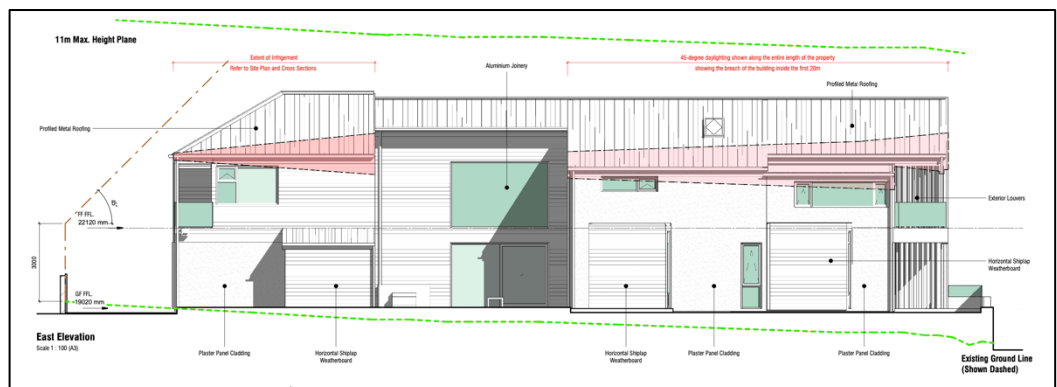 11m Max. Height Plane
Extent of Infrigement
Refer to Site Plan and Cross Sections
Aluminium Joinery
45-degree daylighting shown along the entire length of the property
showing the breach of the building inside the first 20m
Profiled Metal Roofing
Profiled Metal Roofing
FF FFL.
22120 mm
Exterior Louvers
3000
Horizontal Shiplap
Weatherboard
GF FFL.
19020 mm
East Elevation
Scale 1 : 100 (A3)
Plaster Panel Cladding
Horizontal Shiplap
Weatherboard
Horizontal Shiplap
Weatherboard
Plaster Panel Cladding
Plaster Panel Cladding
Existing Ground Line
(Shown Dashed)